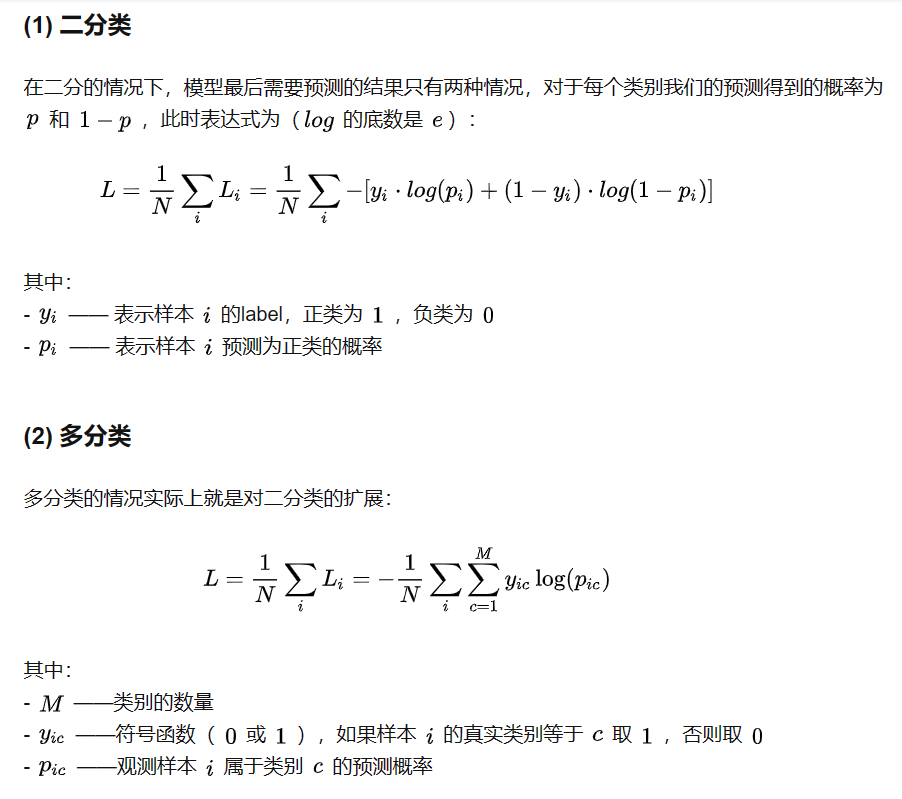 (1) 二分类
在二分的情况下，模型最后需要预测的结果只有两种情况，对于每个类别我们的预测得到的概率为
p 和 1 − p ，此时表达式为（log 的底数是 e）：
L = \frac{1}{N} \sum_{i} L_i = \frac{1}{N} \sum_{i} −[y_i · log(p_i) + (1 − y_i) · log(1 − p_i)]
其中：
- y_i —— 表示样本 i 的label，正类为 1 ，负类为 0
- p_i —— 表示样本 i 预测为正类的概率
(2) 多分类
多分类的情况实际上就是对二分类的扩展：
L = \frac{1}{N} \sum_{i} L_i = − \frac{1}{N} \sum_{i} \sum_{c=1}^{M} y_{ic} log(p_{ic})
其中：
- M ——类别的数量
- y_{ic} ——符号函数（ 0 或 1 ），如果样本 i 的真实类别等于 c 取 1 ，否则取 0
- p_{ic} ——观测样本 i 属于类别 c 的预测概率